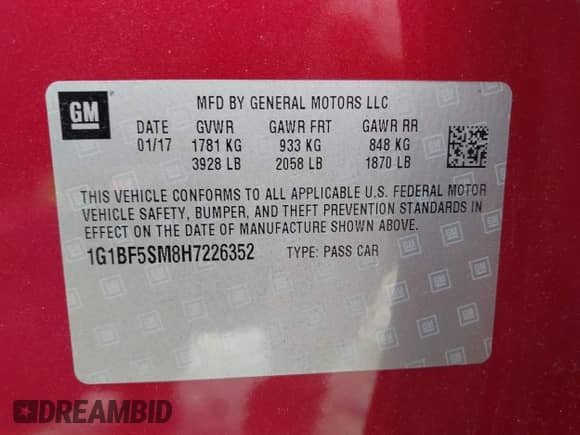 GM
MFD BY GENERAL MOTORS LLC
DATE GVWR GAWR FRT GAWR RR
01/17 1781 KG 933 KG 848 KG
3928 LB 2058 LB 1870 LB
THIS VEHICLE CONFORMS TO ALL APPLICABLE U.S. FEDERAL MOTOR
VEHICLE SAFETY, BUMPER, AND THEFT PREVENTION STANDARDS IN
EFFECT ON THE DATE OF MANUFACTURE SHOWN ABOVE.
1G1BF5SM8H7226352 TYPE: PASS CAR
DREAMBID